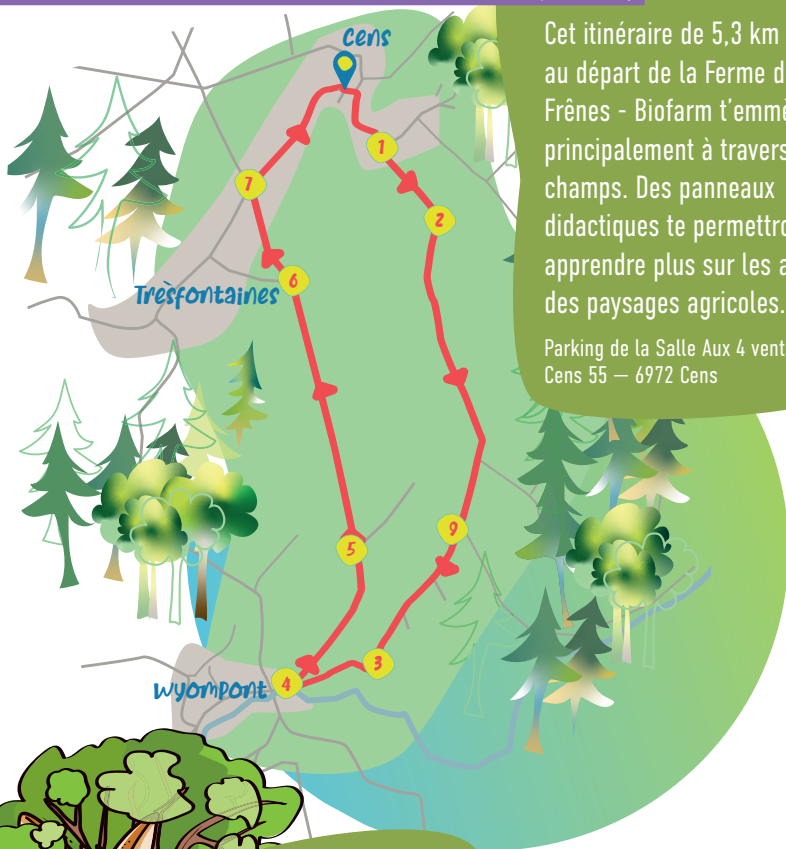 Cens
Cet itinéraire de 5,3 km
au départ de la Ferme d
Frênes - Biofarm t'emmè
principalement à travers
champs. Des panneaux
didactiques te permettro
apprendre plus sur les a
des paysages agricoles.
Parking de la Salle Aux 4 vent
Cens 55 — 6972 Cens
1
2
7
6
Trèsfontaines
9
5
3
4
Wyompont